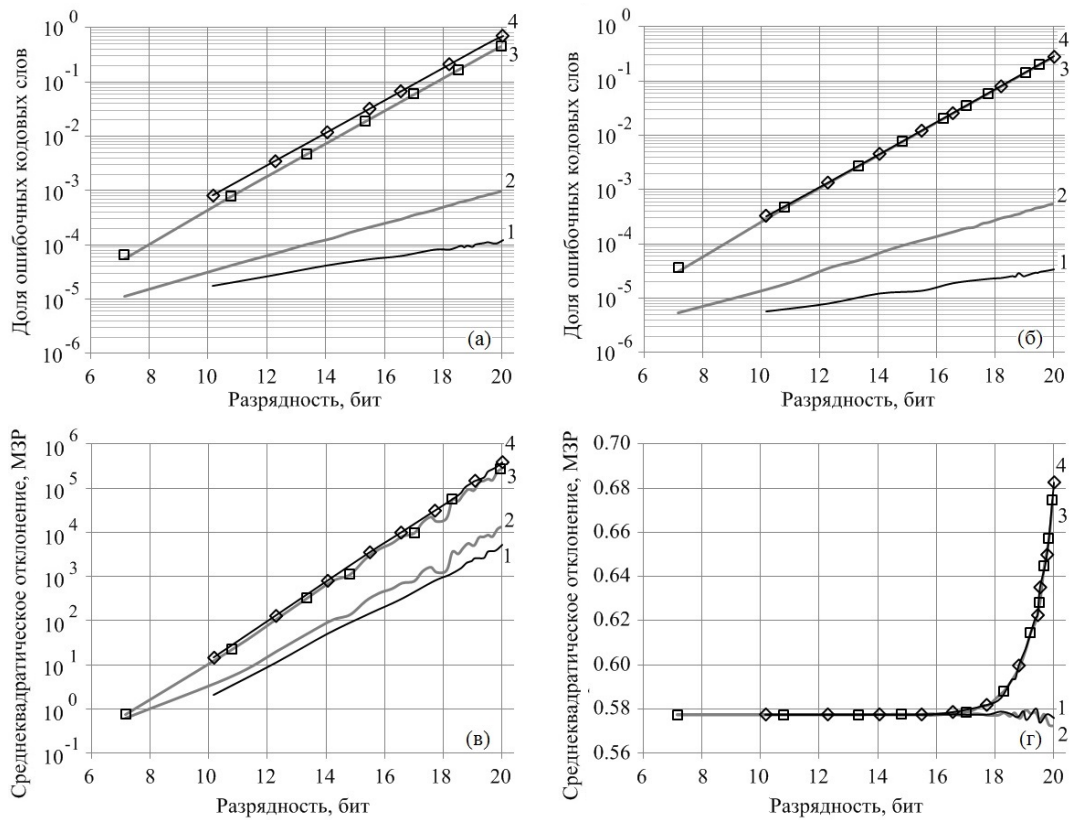 Доля ошибочных кодовых слов
10 0
10 -1
10 -2
10 -3
10 -4
10 -5
10 -6
4
3
2
1
(а)
6 8 10 12 14 16 18 20
Разрядность, бит
Доля ошибочных кодовых слов
10 0
10 -1
10 -2
10 -3
10 -4
10 -5
10 -6
4
3
2
1
(б)
6 8 10 12 14 16 18 20
Разрядность, бит
Среднеквадратическое отклонение, МЗР
10 6
10 5
10 4
10 3
10 2
10 1
10 0
10 -1
4
3
2
1
(в)
6 8 10 12 14 16 18 20
Разрядность, бит
Среднеквадратическое отклонение, МЗР
0.70
0.68
0.66
0.64
0.62
0.60
0.58
0.56
4
3
1
2
(г)
6 8 10 12 14 16 18 20
Разрядность, бит